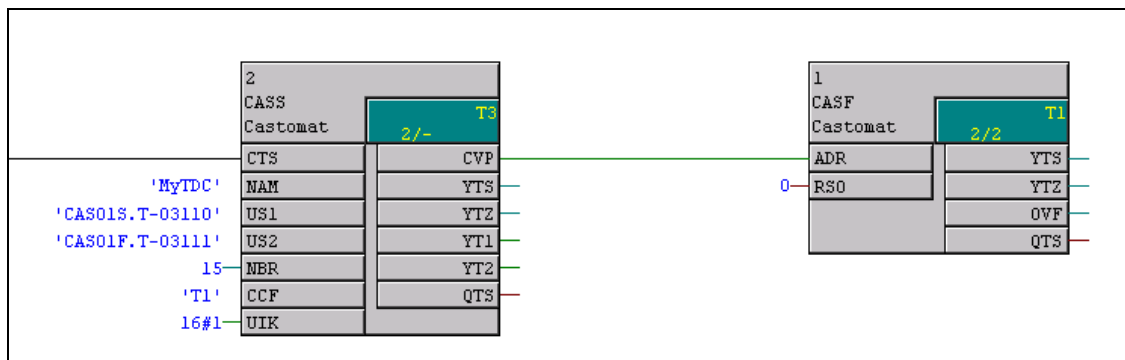 2
CASS
Castomat
T3
2/-
CTS
CVP
'MyTDC'
NAM
YTS
'CAS01S.T-03110'
US1
YTZ
'CAS01F.T-03111'
US2
YT1
15
NBR
YT2
'T1'
CCF
QTS
16#1
UIK
1
CASF
Castomat
T1
2/2
ADR
YTS
0
RS0
YTZ
OVF
QTS